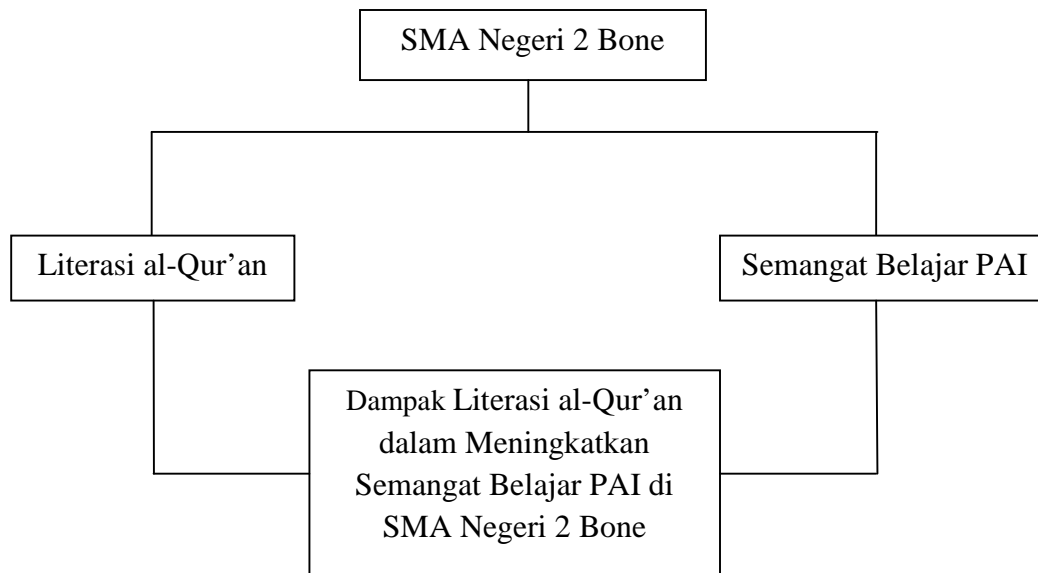 SMA Negeri 2 Bone
Literasi al-Qur’an
Semangat Belajar PAI
Dampak Literasi al-Qur’an
dalam Meningkatkan
Semangat Belajar PAI di
SMA Negeri 2 Bone